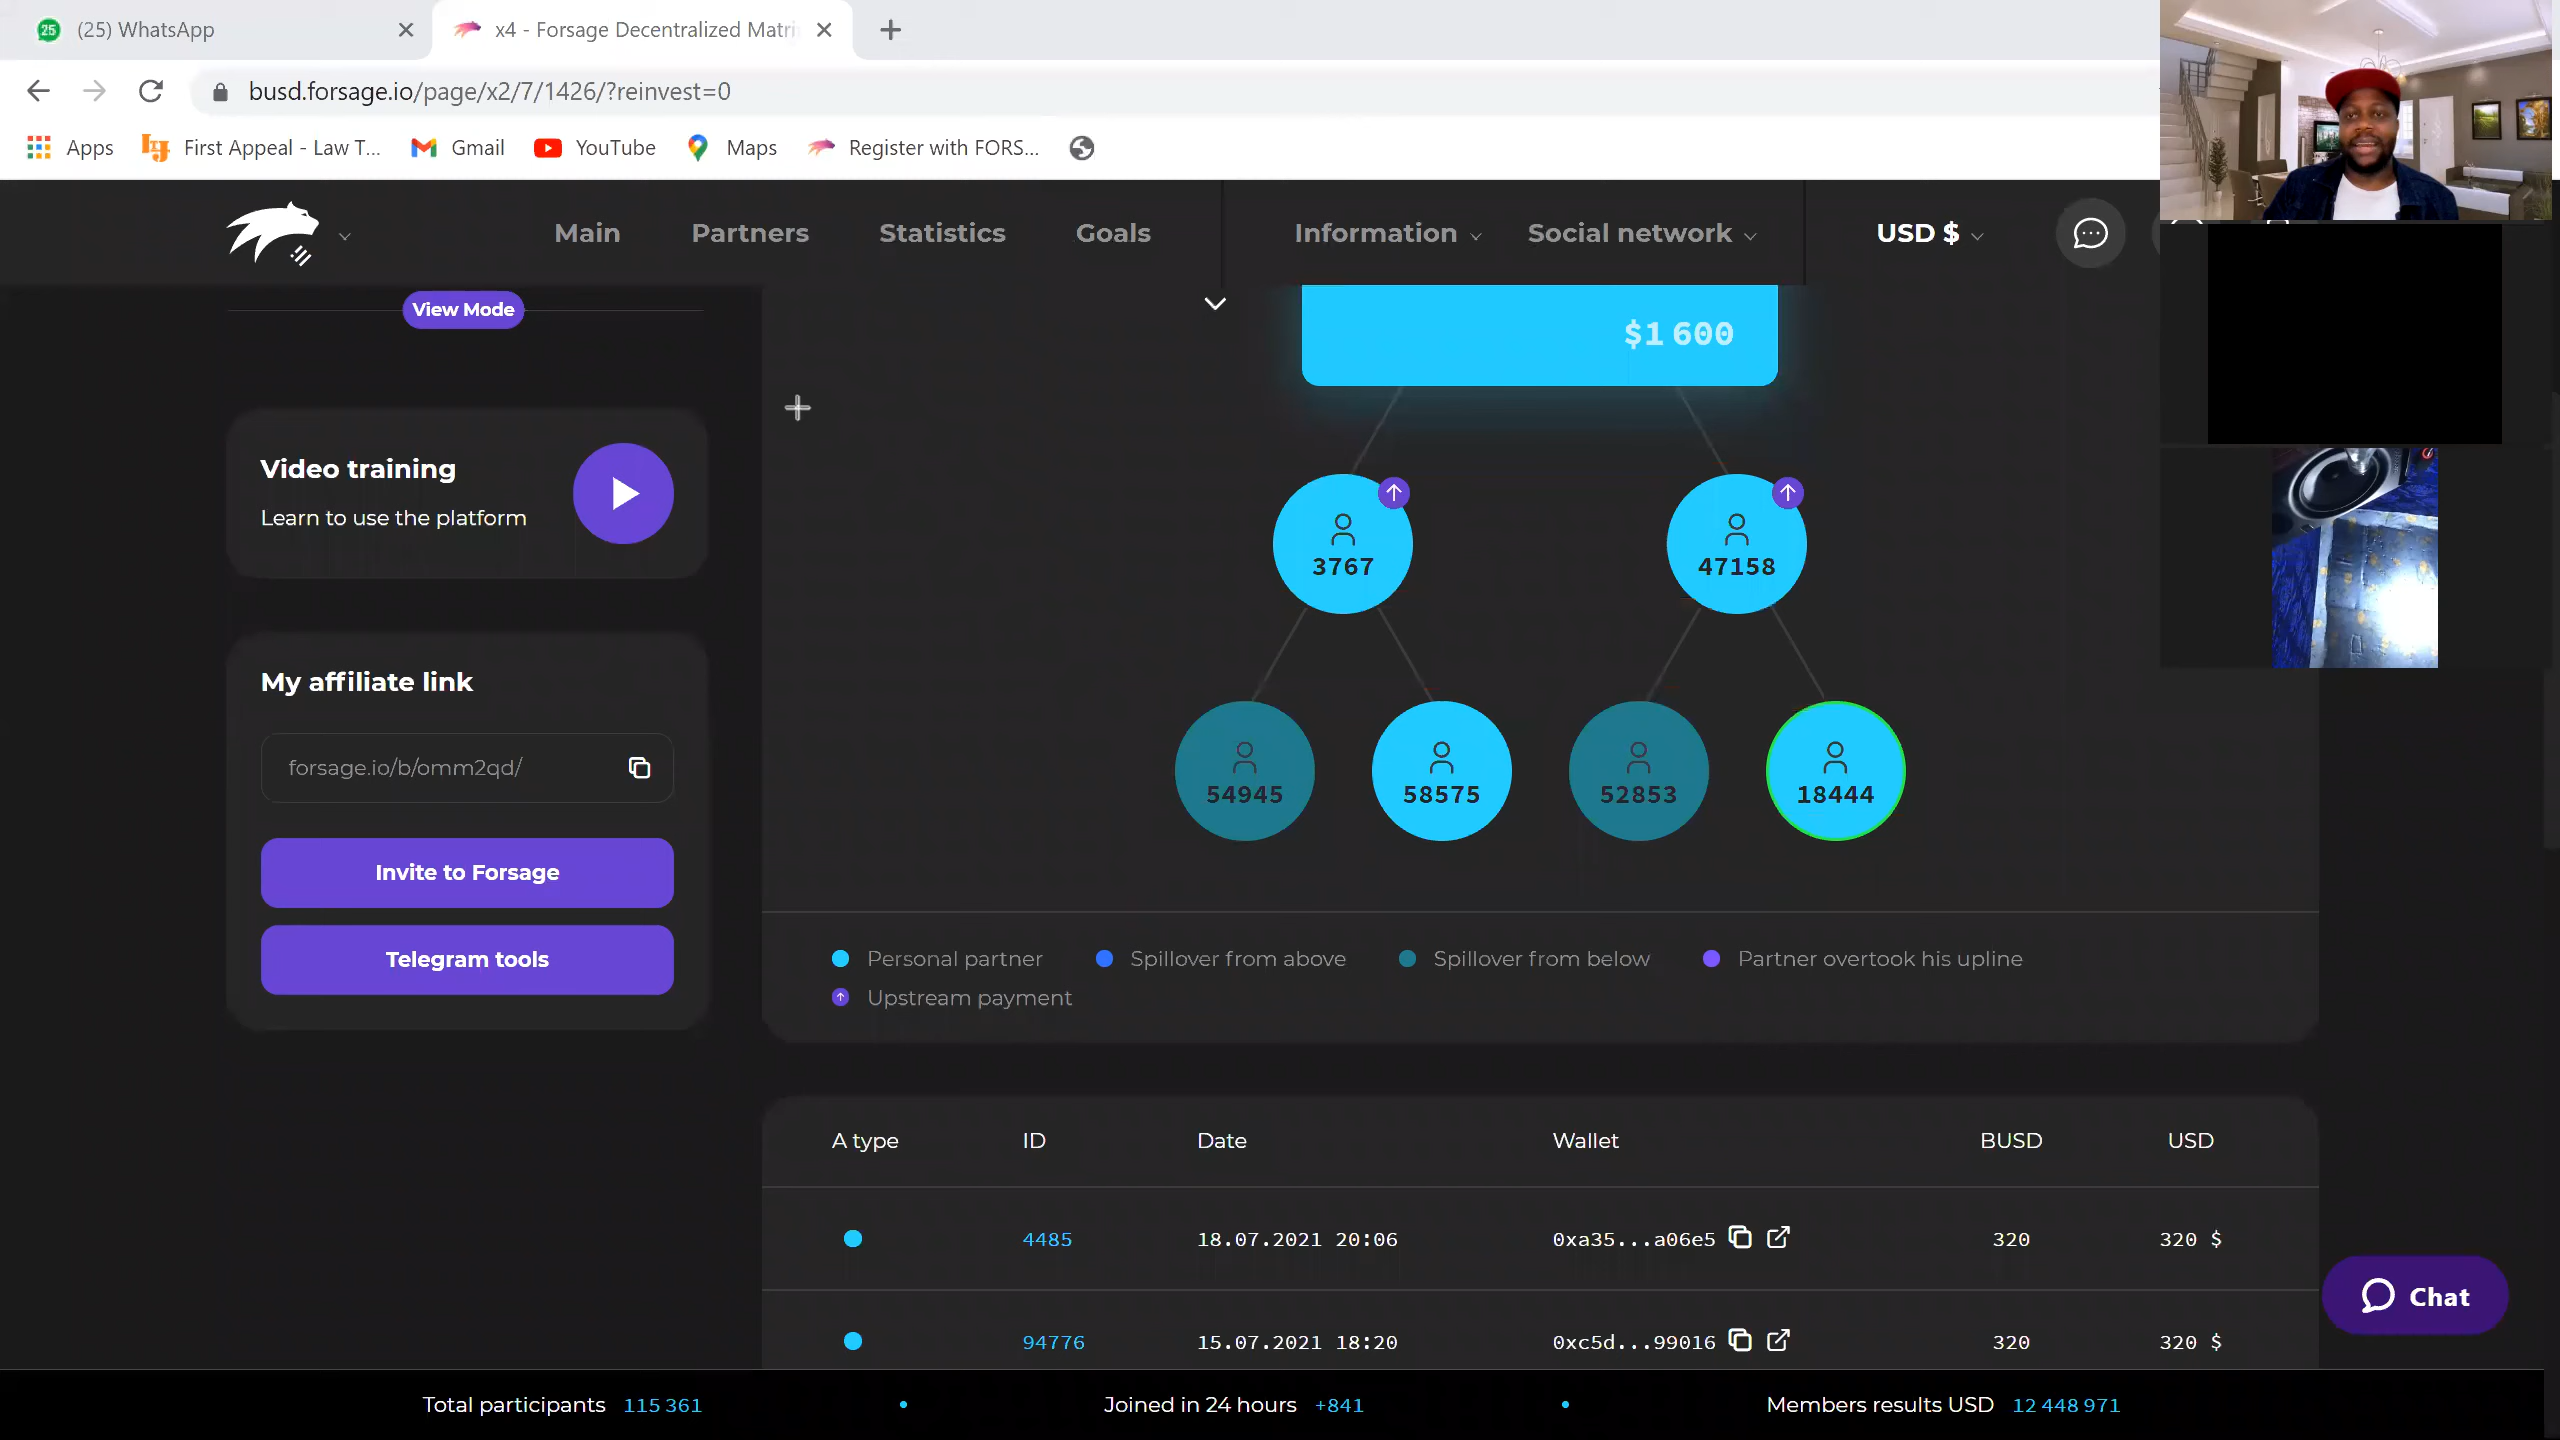 25 (25) WhatsApp
x4 - Forsage Decentralized Matri
busd.forsage.io/page/x2/7/1426/?reinvest=0
Apps First Appeal - Law T... Gmail YouTube Maps Register with FORS...
Main Partners Statistics Goals Information Social network USD $
View Mode
$1 600
Video training
Learn to use the platform
3767 47158
My affiliate link
forsage.io/b/omm2qd/
54945 58575 52853 18444
Invite to Forsage
Telegram tools
Personal partner Spillover from above Spillover from below Partner overtook his upline
Upstream payment
A type ID Date Wallet BUSD USD
4485 18.07.2021 20:06 0xa35...a06e5 320 320 $
94776 15.07.2021 18:20 0xc5d...99016 320 320 $
Chat
Total participants 115 361 • Joined in 24 hours +841 • Members results USD 12 448 971